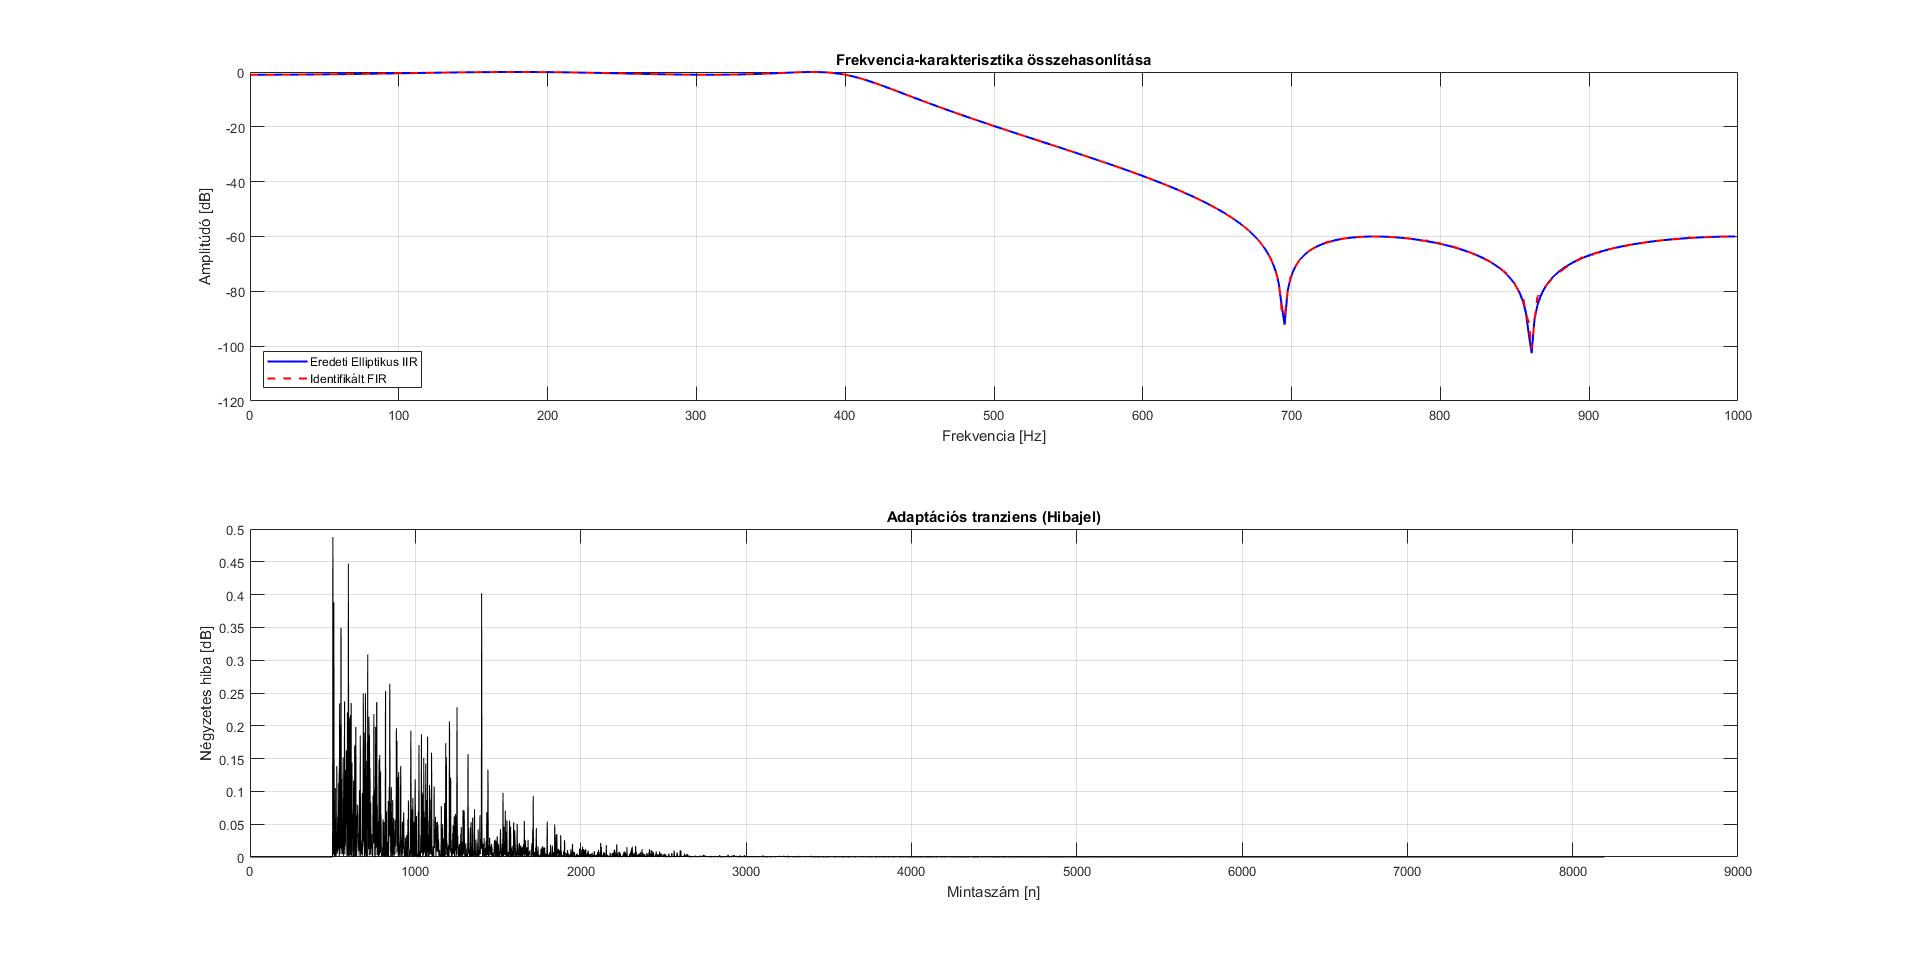 Frekvencia-karakterisztika összehasonlítása
0
-20
-40
-60
-80
-100
-120
Amplitúdó [dB]
Eredeti Elliptikus IIR
Identifikált FIR
0 100 200 300 400 500 600 700 800 900 1000
Frekvencia [Hz]
Adaptációs tranziens (Hibajel)
0.5
0.45
0.4
0.35
0.3
0.25
0.2
0.15
0.1
0.05
0
Négyzetes hiba [dB]
0 1000 2000 3000 4000 5000 6000 7000 8000 9000
Mintaszám [n]